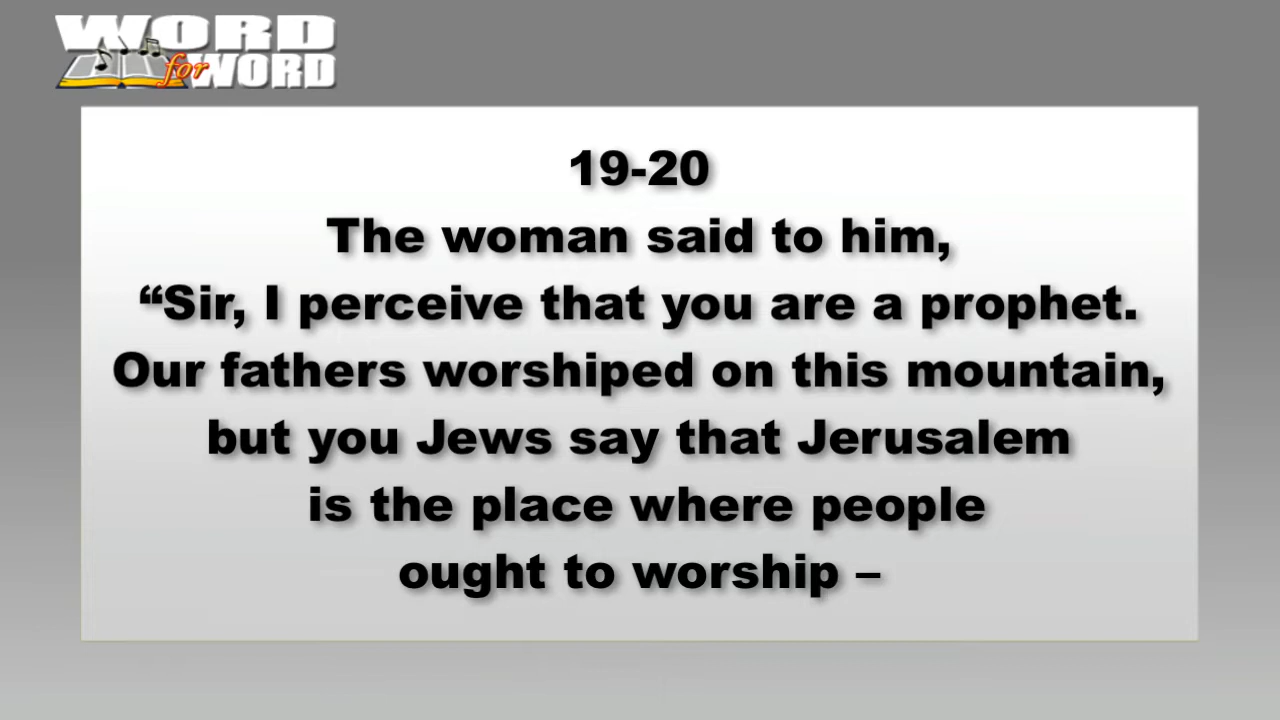 WORD
for WORD
19-20
The woman said to him,
“Sir, I perceive that you are a prophet.
Our fathers worshiped on this mountain,
but you Jews say that Jerusalem
is the place where people
ought to worship –